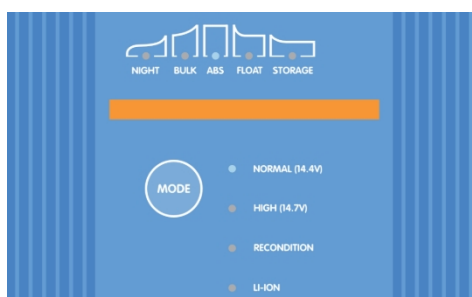 NIGHT BULK ABS FLOAT STORAGE
NORMAL (14.4V)
MODE
HIGH (14.7V)
RECONDITION
LI-ION